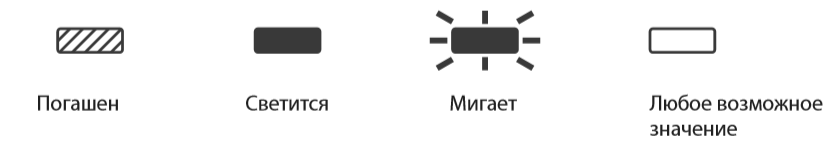 Погашен
Светится
Мигает
Любое возможное
значение